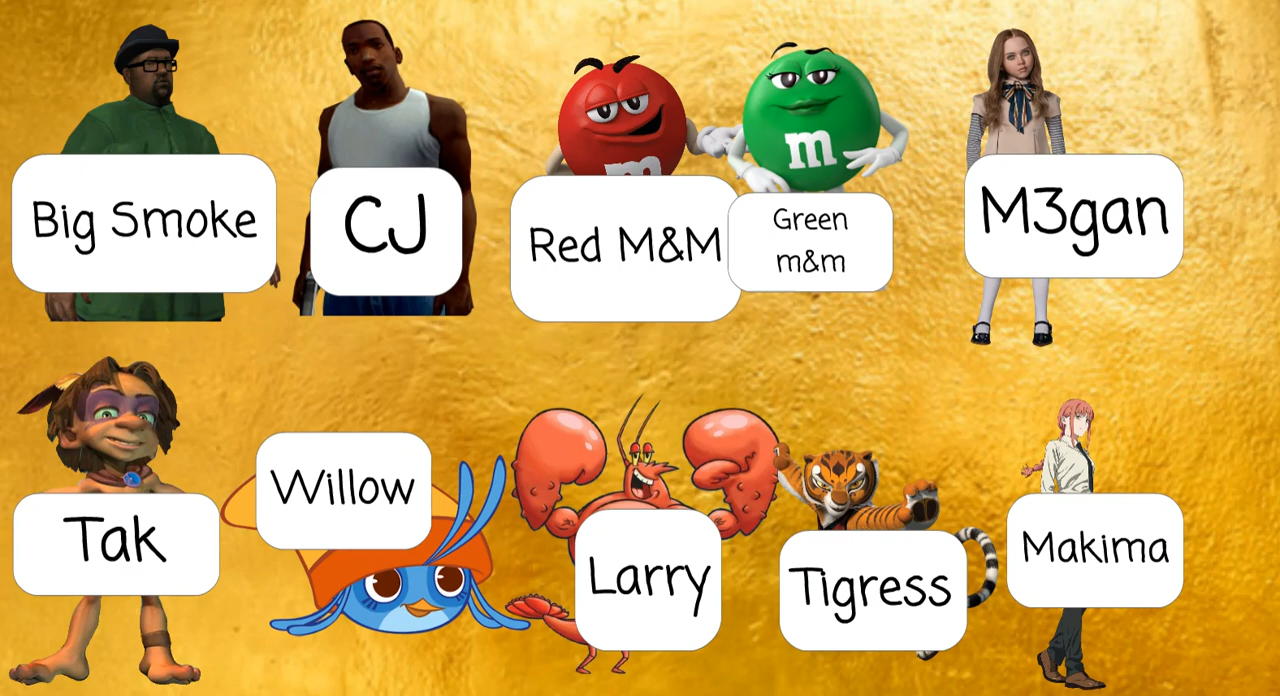 Big Smoke
CJ
m
Red M&M
m
Green
m&m
M3gan
Tak
Willow
Larry
Tigress
Makima